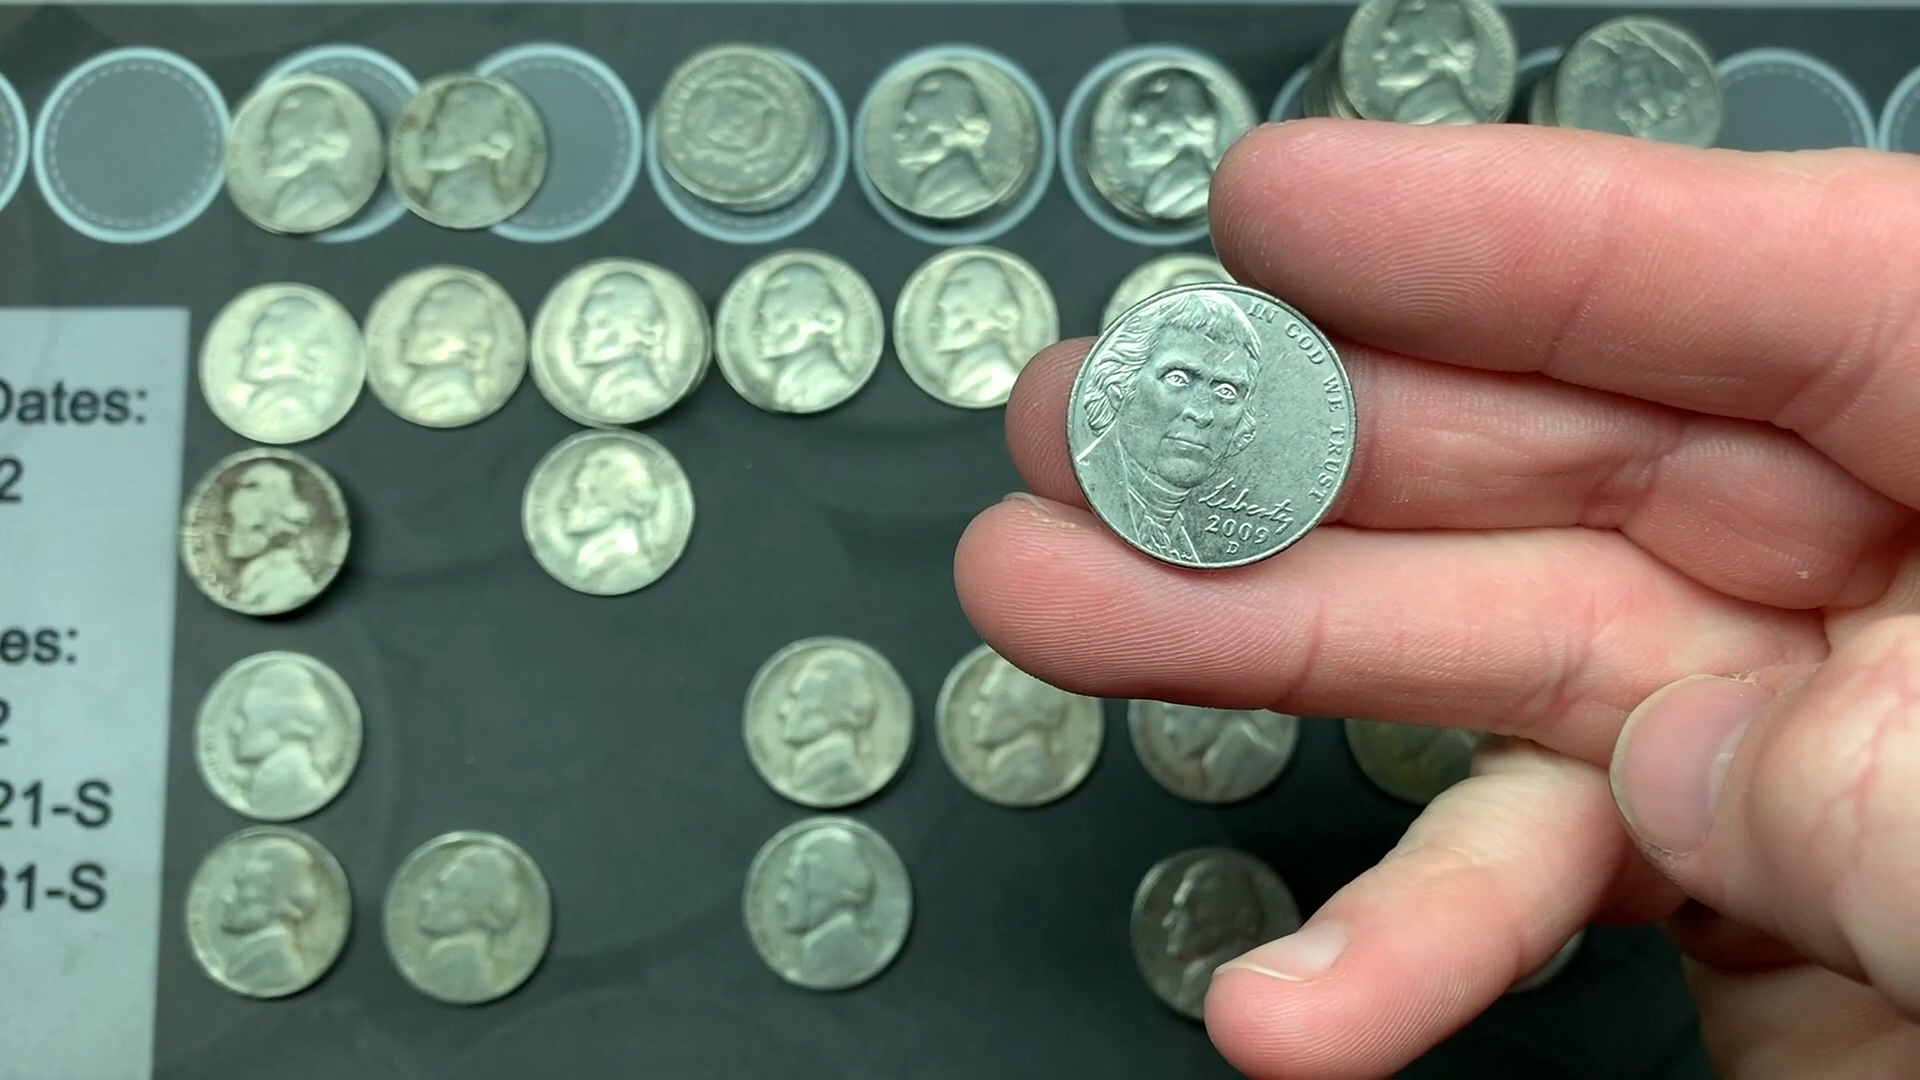 Dates:
2
es:
2
21-S
31-S
IN GOD WE TRUST
Liberty
2009
D